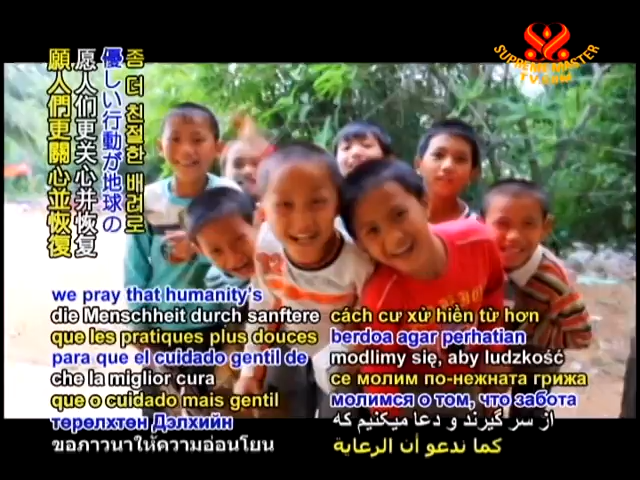 SUPREME MASTER
TV.COM
좀 더 친절한 배려로
優しい行動が地球の
愿人们更关心并恢复
願人們更關心並恢復
we pray that humanity's
die Menschheit durch sanftere
que les pratiques plus douces
para que el cuidado gentil de
che la miglior cura
que o cuidado mais gentil
төрөлхтөн Дэлхийн
ขอภาวนาให้ความอ่อนโยน
cách cư xử hiền từ hơn
berdoa agar perhatian
modlimy się, aby ludzkość
се молим по-нежната грижа
молимся о том, что забота
از سر گیرند و دعا میکنیم که
كما ندعو أن الرعاية